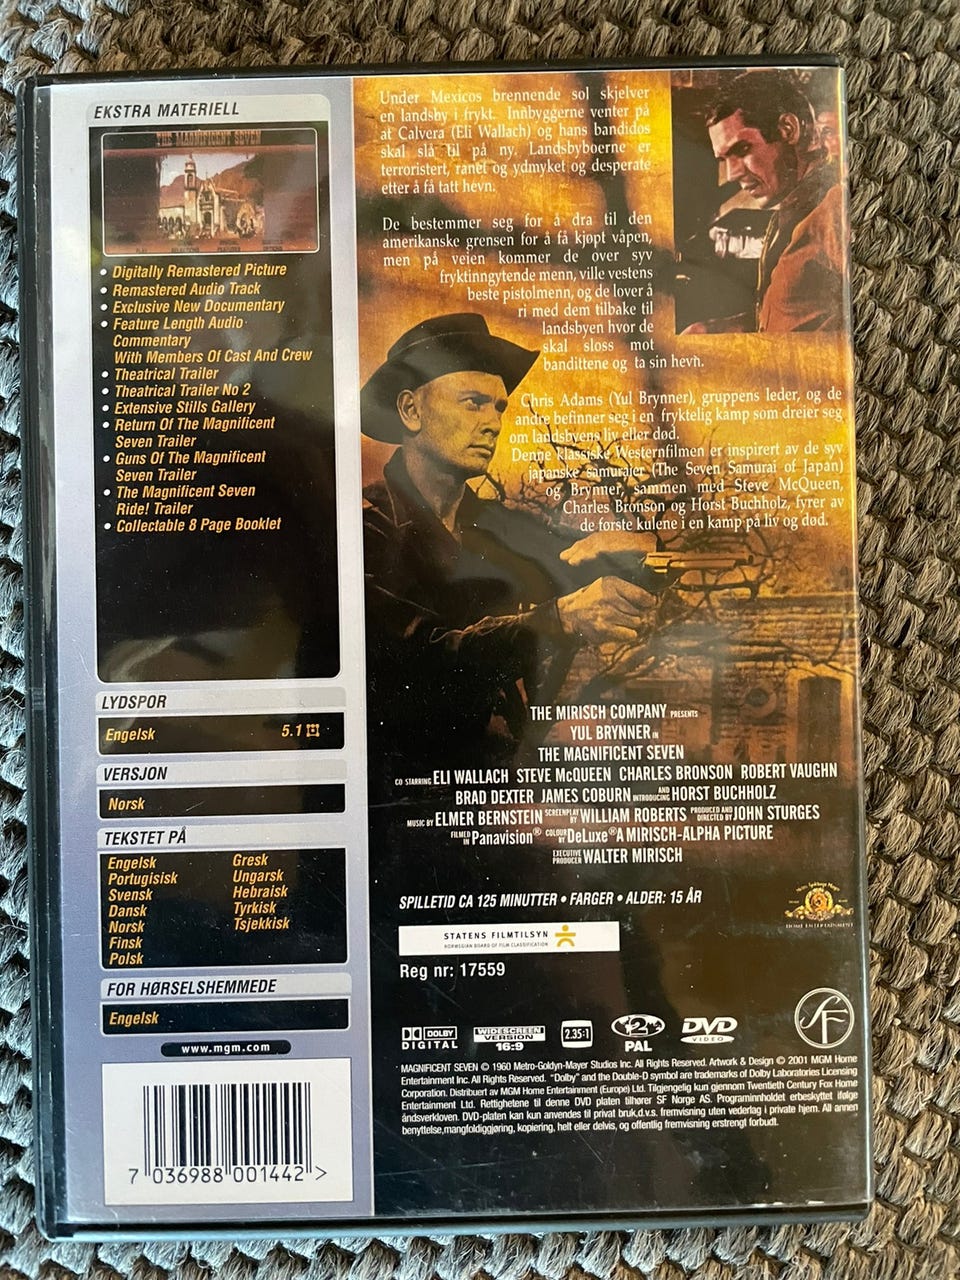 EKSTRA MATERIELL
THE MAGNIFICENT SEVEN
• Digitally Remastered Picture
• Remastered Audio Track
• Exclusive New Documentary
• Feature Length Audio
Commentary
With Members Of Cast And Crew
• Theatrical Trailer
• Theatrical Trailer No 2
• Extensive Stills Gallery
• Return Of The Magnificent
Seven Trailer
• Guns Of The Magnificent
Seven Trailer
• The Magnificent Seven
Ride! Trailer
• Collectable 8 Page Booklet
LYDSPOR
Engelsk 5.1
VERSJON
Norsk
TEKSTET PÅ
Engelsk Gresk
Portugisisk Ungarsk
Svensk Hebraisk
Dansk Tyrkisk
Norsk Tsjekkisk
Finsk
Polsk
FOR HØRSELSHEMMEDE
Engelsk
www.mgm.com
7 036988 001442 >
Under Mexicos brennende sol skjelver
en landsby i frykt. Innbyggerne venter på
at Calvera (Eli Wallach) og hans bandidos
skal slå til på ny. Landsbyboerne er
terroristert, ranet og ydmyket og desperate
etter å få tatt hevn.
De bestemmer seg for å dra til den
amerikanske grensen for å få kjøpt våpen,
men på veien kommer de over syv
fryktinngytende menn, ville vestens
beste pistolmenn, og de lover å
ri med dem tilbake til
landsbyen hvor de
skal sloss mot
bandittene og ta sin hevn.
Chris Adams (Yul Brynner), gruppens leder, og de
andre befinner seg i en fryktelig kamp som dreier seg
om landsbyens liv eller død.
Denne klassiske Westernfilmen er inspirert av de syv
japanske samuraier (The Seven Samurai of Japan)
og Brynner, sammen med Steve McQueen,
Charles Bronson og Horst Buchholz, fyrer av
de første kulene i en kamp på liv og død.
THE MIRISCH COMPANY PRESENTS
YUL BRYNNER IN
THE MAGNIFICENT SEVEN
CO STARRING ELI WALLACH STEVE McQUEEN CHARLES BRONSON ROBERT VAUGHN
BRAD DEXTER JAMES COBURN AND INTRODUCING HORST BUCHHOLZ
MUSIC BY ELMER BERNSTEIN SCREENPLAY BY WILLIAM ROBERTS PRODUCED AND DIRECTED BY JOHN STURGES
FILMED IN Panavision® COLOUR BY DeLuxe® A MIRISCH-ALPHA PICTURE
EXECUTIVE PRODUCER WALTER MIRISCH
SPILLETID CA 125 MINUTTER • FARGER • ALDER: 15 ÅR
STATENS FILMTILSYN
NORWEGIAN BOARD OF FILM CLASSIFICATION
Reg nr: 17559
HOME ENTERTAINMENT
DOLBY DIGITAL
WIDESCREEN VERSION 16:9
2.35:1
2 PAL
DVD VIDEO
SF
MAGNIFICENT SEVEN © 1960 Metro-Goldyn-Mayer Studios Inc. All Rights Reserved. Artwork & Design © 2001 MGM Home
Entertainment Inc. All Rights Reserved. "Dolby" and the Double-D symbol are trademarks of Dolby Laboratories Licensing
Corporation. Distribuert av MGM Home Entertainment (Europe) Ltd. Tilgjengelig kun gjennom Twentieth Century Fox Home
Entertainment Ltd. Rettighetene til denne DVD platen tilhører SF Norge AS. Programinnholdet erbeskyttet ifølge
åndsverkloven. DVD-platen kan kun anvendes til privat bruk,d.v.s. fremvisning uten vederlag i private hjem. All annen
benyttelse,mangfoldiggjøring, kopiering, helt eller delvis, og offentlig fremvisning erstrengt forbudt.